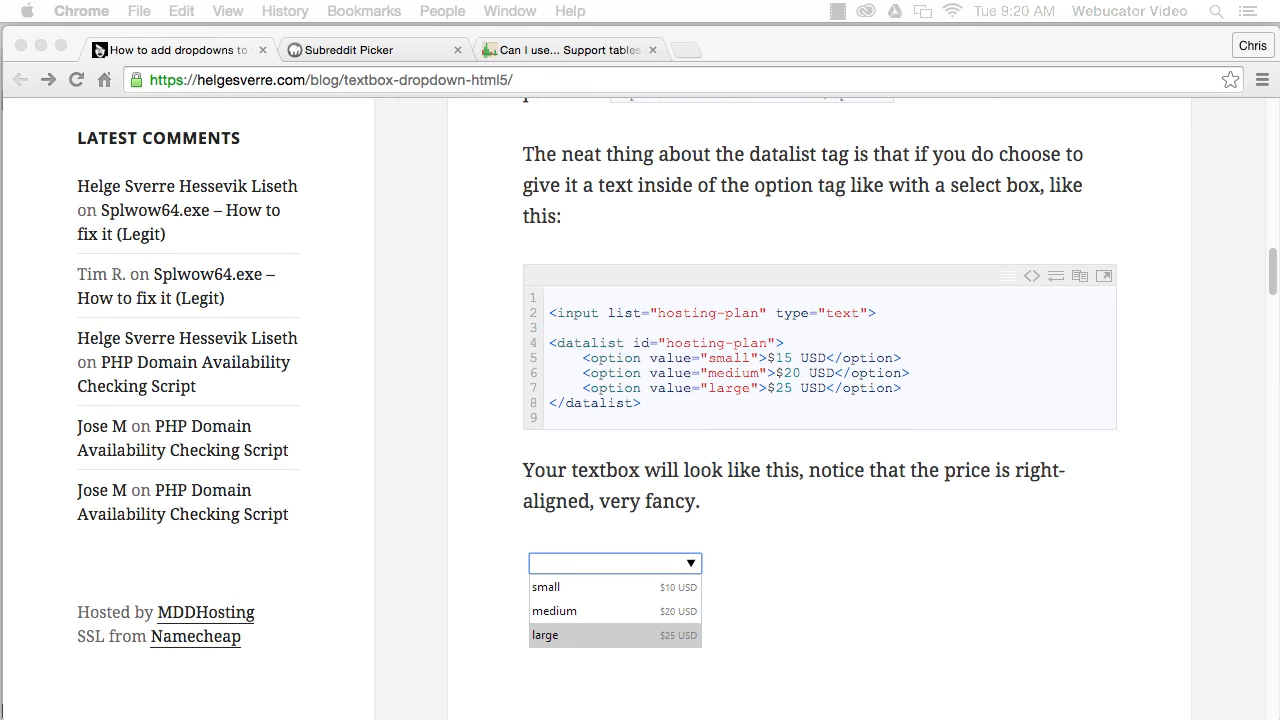 Chrome File Edit View History Bookmarks People Window Help Tue 9:20 AM Webucator Video
How to add dropdowns to
Subreddit Picker
Can I use... Support tables
Chris
https://helgesverre.com/blog/textbox-dropdown-html5/
LATEST COMMENTS
Helge Sverre Hessevik Liseth
on Splwow64.exe – How to
fix it (Legit)
Tim R. on Splwow64.exe –
How to fix it (Legit)
Helge Sverre Hessevik Liseth
on PHP Domain Availability
Checking Script
Jose M on PHP Domain
Availability Checking Script
Jose M on PHP Domain
Availability Checking Script
Hosted by MDDHosting
SSL from Namecheap
The neat thing about the datalist tag is that if you do choose to
give it a text inside of the option tag like with a select box, like
this:
1
2 <input list="hosting-plan" type="text">
3
4 <datalist id="hosting-plan">
5 <option value="small">$15 USD</option>
6 <option value="medium">$20 USD</option>
7 <option value="large">$25 USD</option>
8 </datalist>
9
Your textbox will look like this, notice that the price is right-
aligned, very fancy.
small $10 USD
medium $20 USD
large $25 USD